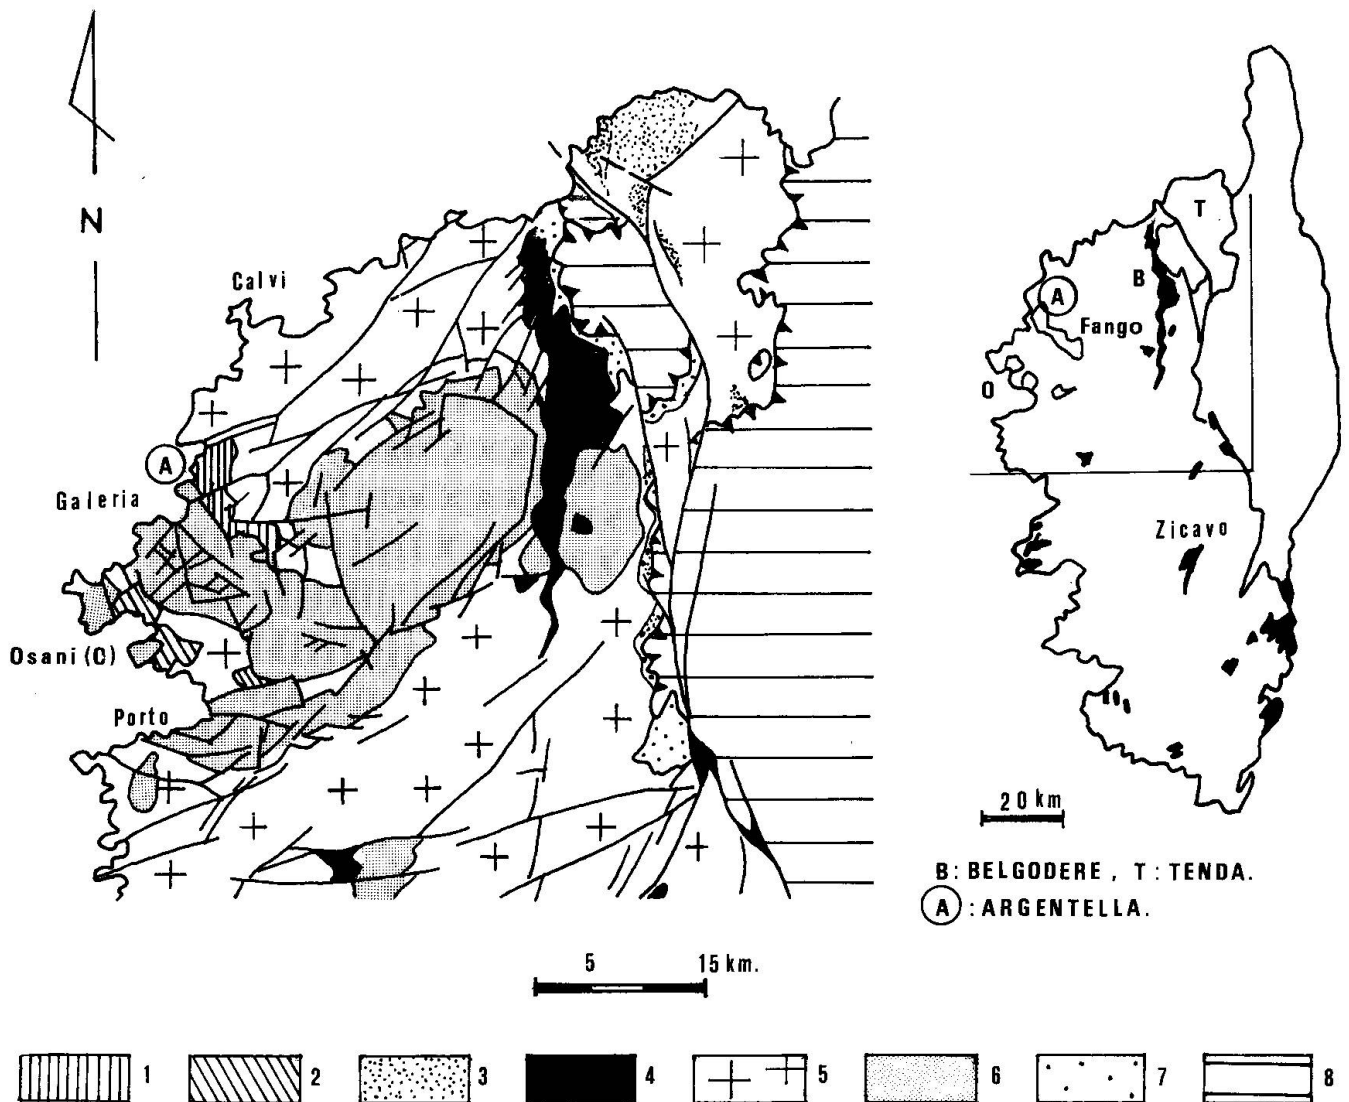 N
Calvi
A
Galeria
Osani (O)
Porto
T
B
A
Fango
O
Zicavo
20 km
B: BELGODERE, T: TENDA.
A : ARGENTELLA.
5 15 km.
1 2 3 4 5 6 7 8